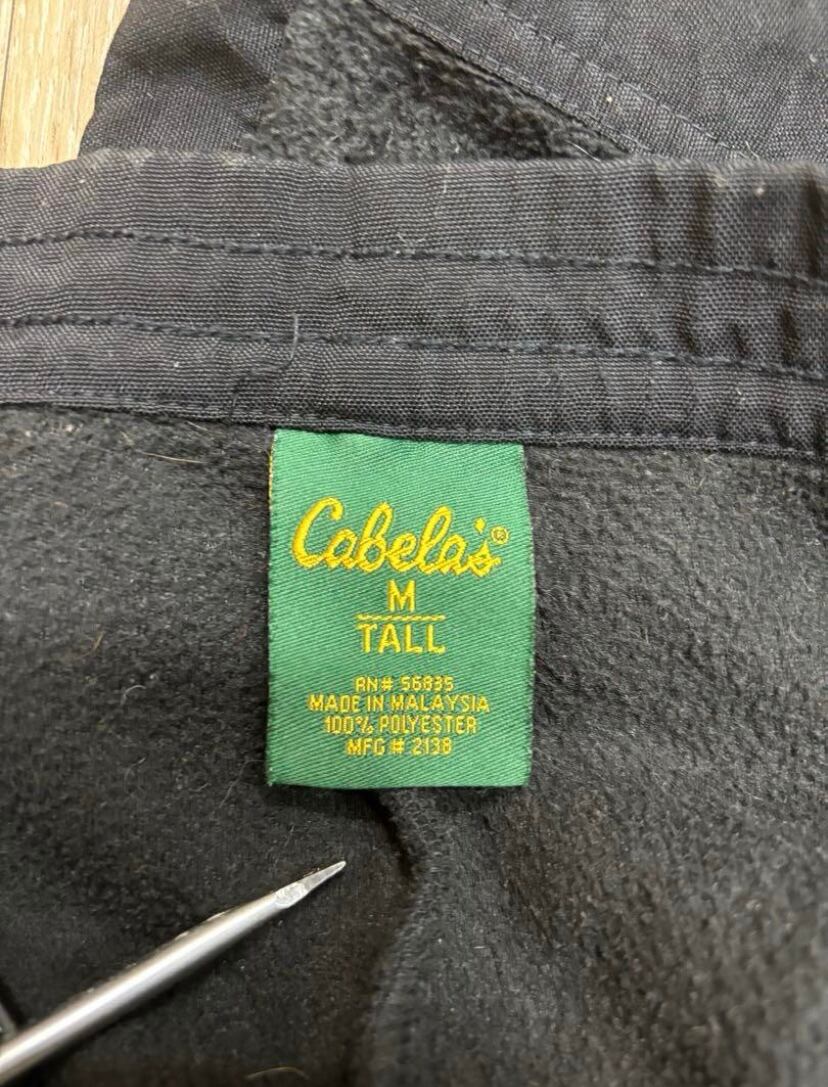 Cabela's®
M
TALL
RN# 56835
MADE IN MALAYSIA
100% POLYESTER
MFG # 2138